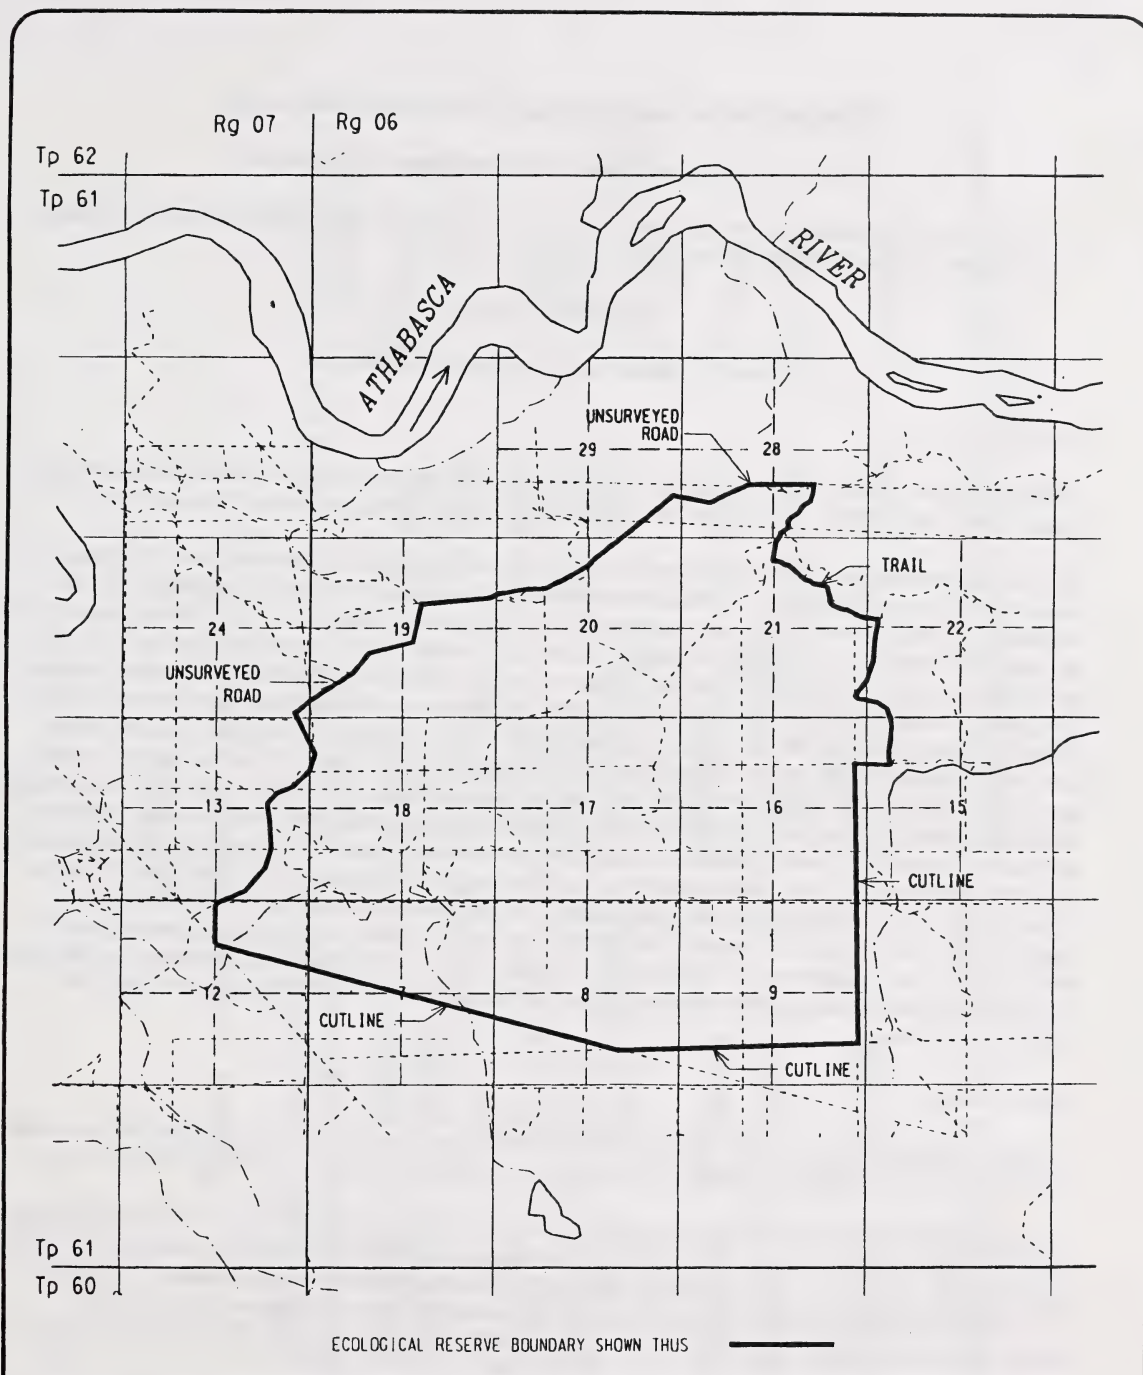 Rg 07 Rg 06
Tp 62
Tp 61
ATHABASCA
RIVER
UNSURVEYED
ROAD
29 28
TRAIL
24 19 20 21 22
UNSURVEYED
ROAD
13 18 17 16 15
CUTLINE
12 7 8 9
CUTLINE
CUTLINE
Tp 61
Tp 60
ECOLOGICAL RESERVE BOUNDARY SHOWN THUS